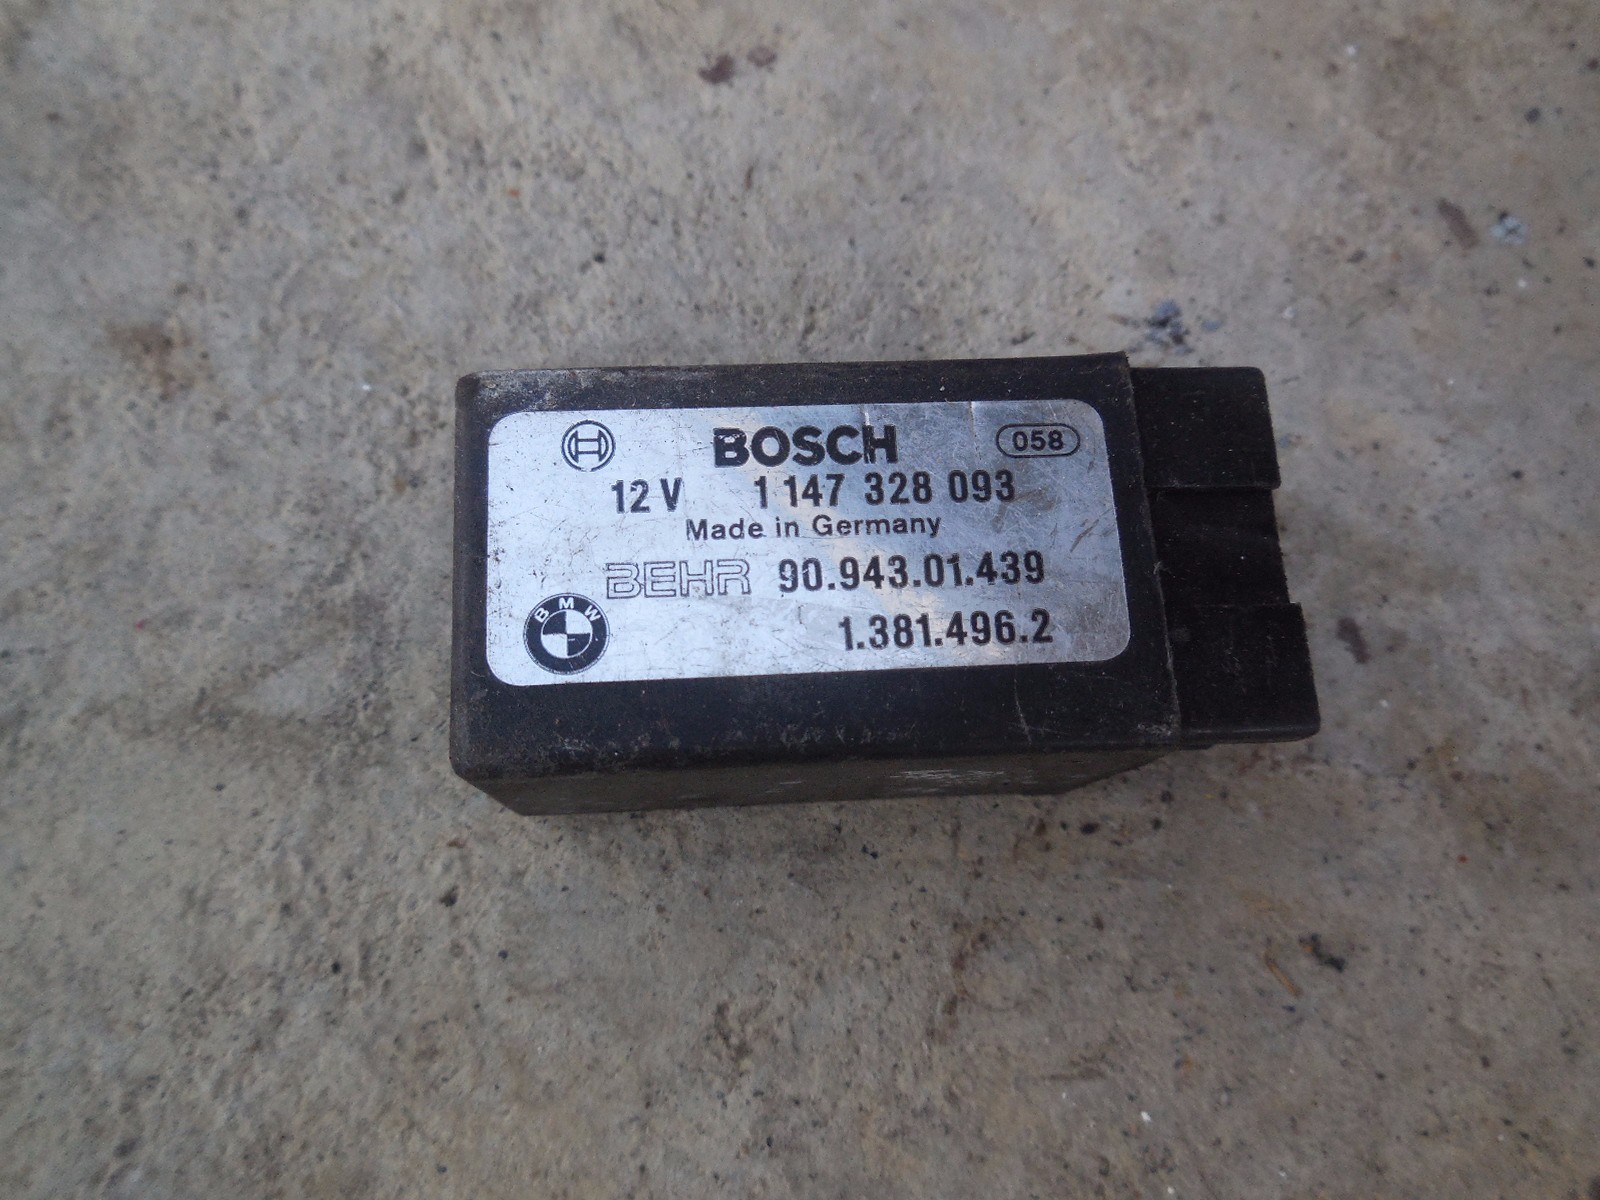 BOSCH 058
12 V 1 147 328 093
Made in Germany
BEHR 90.943.01.439
BMW 1.381.496.2